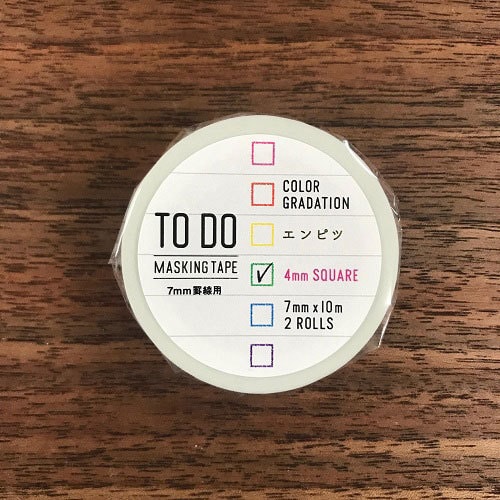 COLOR
GRADATION
TO DO
エンピツ
MASKING TAPE
4mm SQUARE
7mm罫線用
7mm x 10m
2 ROLLS